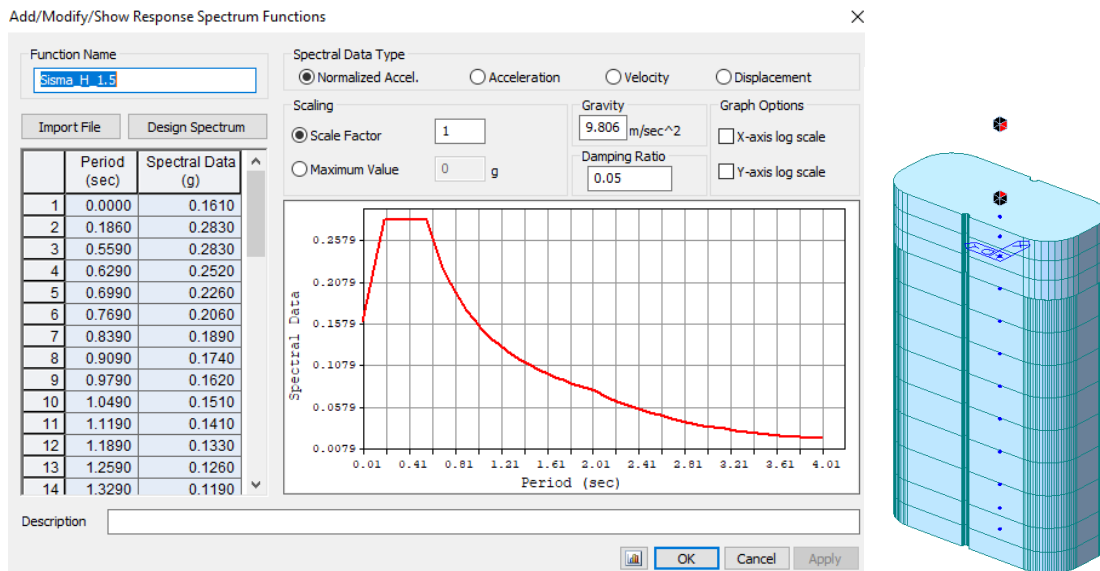 Add/Modify/Show Response Spectrum Functions
Function Name
Sisma_H_1.5
Import File
Design Spectrum
Period (sec) Spectral Data (g)
1 0.0000 0.1610
2 0.1860 0.2830
3 0.5590 0.2830
4 0.6290 0.2520
5 0.6990 0.2260
6 0.7690 0.2060
7 0.8390 0.1890
8 0.9090 0.1740
9 0.9790 0.1620
10 1.0490 0.1510
11 1.1190 0.1410
12 1.1890 0.1330
13 1.2590 0.1260
14 1.3290 0.1190
Spectral Data Type
Normalized Accel.
Acceleration
Velocity
Displacement
Scaling
Scale Factor
1
Maximum Value
0
g
Gravity
9.806 m/sec^2
Damping Ratio
0.05
Graph Options
X-axis log scale
Y-axis log scale
Spectral Data
0.2579
0.2079
0.1579
0.1079
0.0579
0.0079
0.01 0.41 0.81 1.21 1.61 2.01 2.41 2.81 3.21 3.61 4.01
Period (sec)
Description
OK
Cancel
Apply